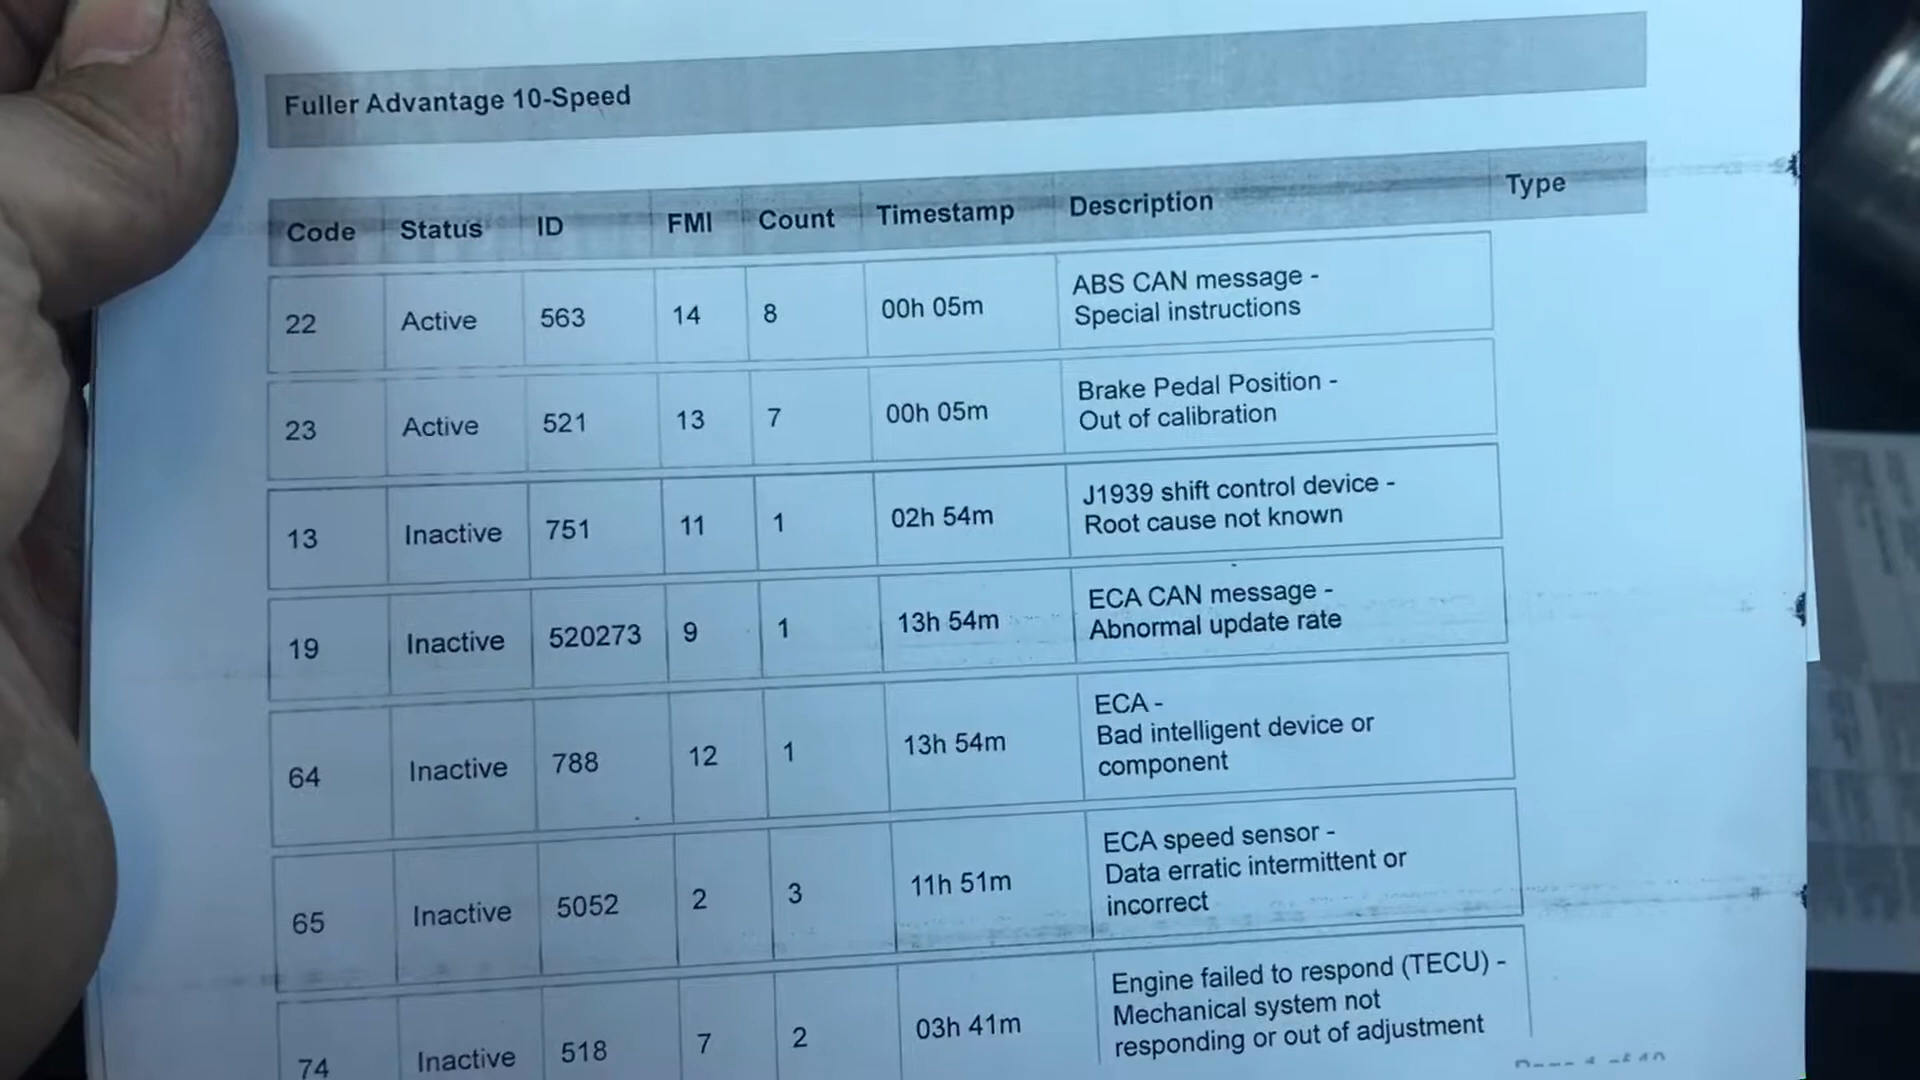 Fuller Advantage 10-Speed
Code Status ID FMI Count Timestamp Description Type
22 Active 563 14 8 00h 05m ABS CAN message -
Special instructions
23 Active 521 13 7 00h 05m Brake Pedal Position -
Out of calibration
13 Inactive 751 11 1 02h 54m J1939 shift control device -
Root cause not known
19 Inactive 520273 9 1 13h 54m ECA CAN message -
Abnormal update rate
64 Inactive 788 12 1 13h 54m ECA -
Bad intelligent device or
component
65 Inactive 5052 2 3 11h 51m ECA speed sensor -
Data erratic intermittent or
incorrect
74 Inactive 518 7 2 03h 41m Engine failed to respond (TECU) -
Mechanical system not
responding or out of adjustment